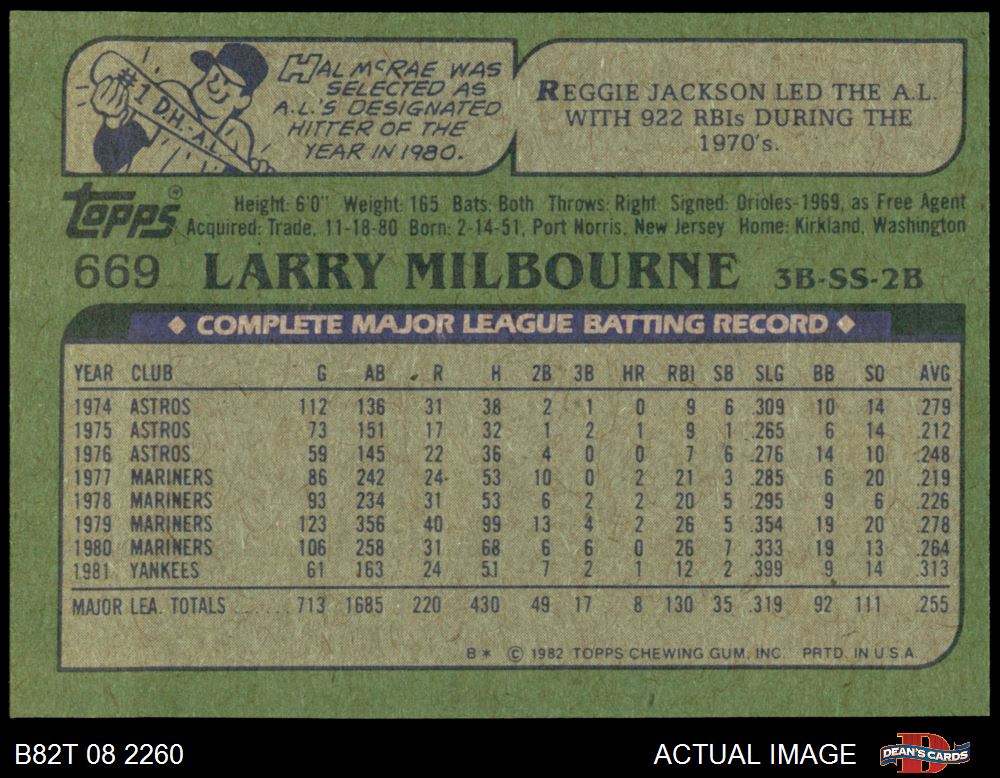 #1 D.H.-A.L.
HAL McRAE WAS
SELECTED AS
A.L.'S DESIGNATED
HITTER OF THE
YEAR IN 1980.
REGGIE JACKSON LED THE A.L.
WITH 922 RBIs DURING THE
1970's.
Topps®
Height: 6'0" Weight: 165 Bats: Both Throws: Right Signed: Orioles-1969, as Free Agent
Acquired: Trade, 11-18-80 Born: 2-14-51, Port Norris, New Jersey Home: Kirkland, Washington
669 LARRY MILBOURNE 3B-SS-2B
◆ COMPLETE MAJOR LEAGUE BATTING RECORD ◆
YEAR CLUB G AB R H 2B 3B HR RBI SB SLG BB SO AVG
1974 ASTROS 112 136 31 38 2 1 0 9 6 .309 10 14 .279
1975 ASTROS 73 151 17 32 1 2 1 9 1 .265 6 14 .212
1976 ASTROS 59 145 22 36 4 0 0 7 6 .276 14 10 .248
1977 MARINERS 86 242 24 53 10 0 2 21 3 .285 6 20 .219
1978 MARINERS 93 234 31 53 6 2 2 20 5 .295 9 6 .226
1979 MARINERS 123 356 40 99 13 4 2 26 5 .354 19 20 .278
1980 MARINERS 106 258 31 68 6 6 0 26 7 .333 19 13 .264
1981 YANKEES 61 163 24 51 7 2 1 12 2 .399 9 14 .313
MAJOR LEA. TOTALS ...... 713 1685 220 430 49 17 8 130 35 .319 92 111 .255
B* © 1982 TOPPS CHEWING GUM, INC. PRTD. IN U.S.A.
B82T 08 2260 ACTUAL IMAGE DEAN'S CARDS